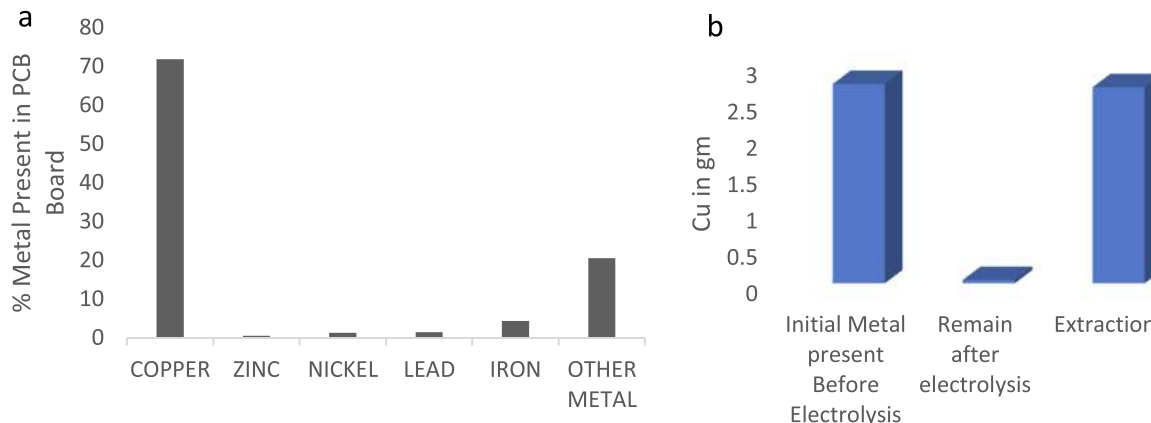 a
% Metal Present in PCB
Board
80
70
60
50
40
30
20
10
0
COPPER
ZINC
NICKEL
LEAD
IRON
OTHER
METAL
b
Cu in gm
3
2.5
2
1.5
1
0.5
0
Initial Metal
present
Before
Electrolysis
Remain
after
electrolysis
Extraction